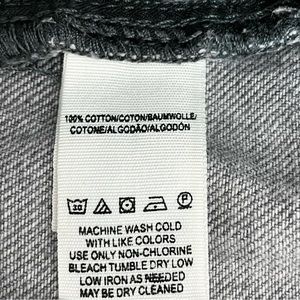 100% COTTON/COTON/BAUMWOLLE/
COTONE/ALGODÃO/ALGODÓN
30
P
MACHINE WASH COLD
WITH LIKE COLORS
USE ONLY NON-CHLORINE
BLEACH TUMBLE DRY LOW
LOW IRON AS NEEDED
MAY BE DRY CLEANED